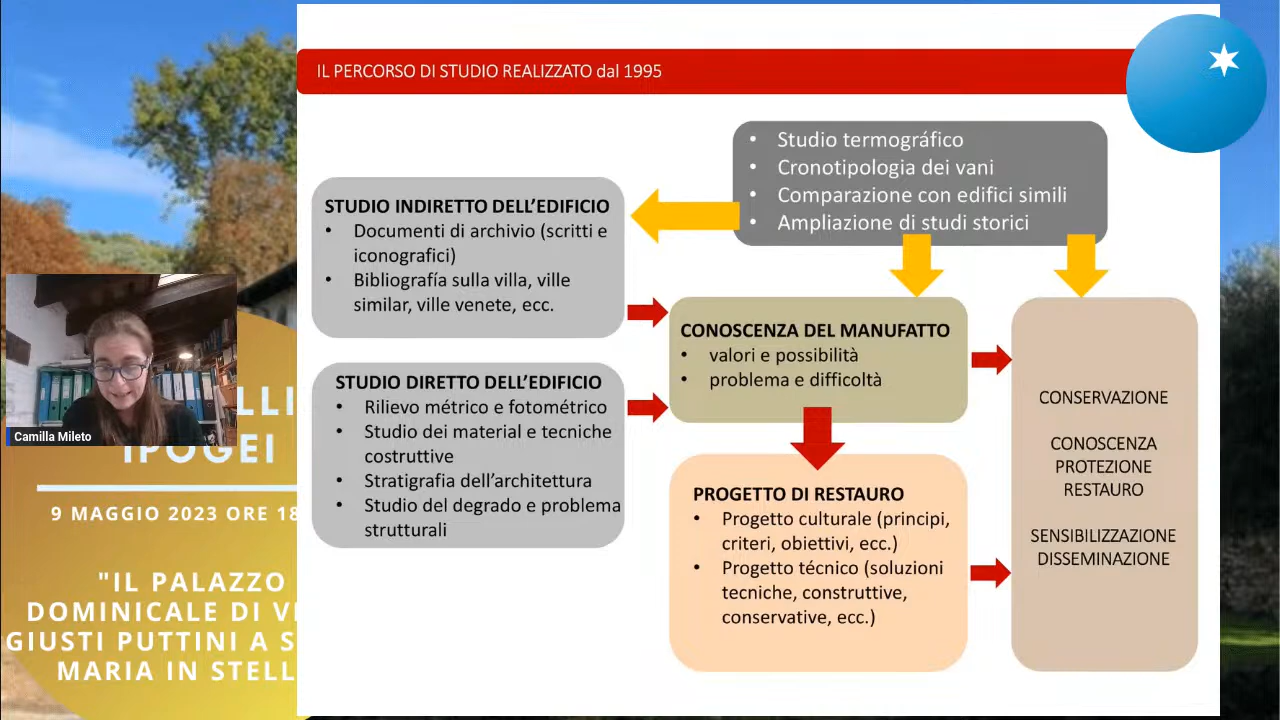 IL PERCORSO DI STUDIO REALIZZATO dal 1995
• Studio termográfico
• Cronotipologia dei vani
• Comparazione con edifici simili
• Ampliazione di studi storici
STUDIO INDIRETTO DELL'EDIFICIO
• Documenti di archivio (scritti e
iconografici)
• Bibliografía sulla villa, ville
similar, ville venete, ecc.
STUDIO DIRETTO DELL'EDIFICIO
• Rilievo métrico e fotométrico
• Studio dei material e tecniche
costruttive
• Stratigrafia dell'architettura
• Studio del degrado e problema
strutturali
CONOSCENZA DEL MANUFATTO
• valori e possibilità
• problema e difficoltà
PROGETTO DI RESTAURO
• Progetto culturale (principi,
criteri, obiettivi, ecc.)
• Progetto técnico (soluzioni
tecniche, construttive,
conservative, ecc.)
CONSERVAZIONE
CONOSCENZA
PROTEZIONE
RESTAURO
SENSIBILIZZAZIONE
DISSEMINAZIONE
Camilla Mileto
LLI
IPOGEI
9 MAGGIO 2023 ORE 18
"IL PALAZZO
DOMINICALE DI V
GIUSTI PUTTINI A S
MARIA IN STELL